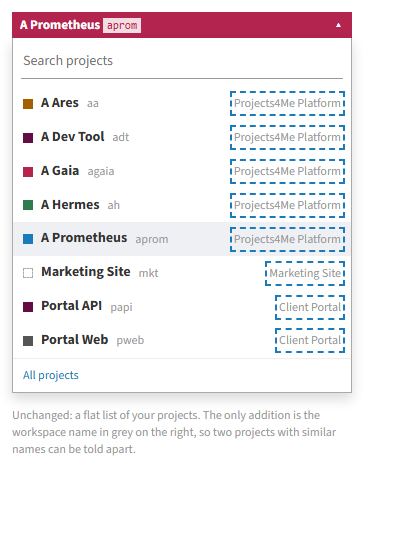 A Prometheus aprom ▲
Search projects
A Ares aa Projects4Me Platform
A Dev Tool adt Projects4Me Platform
A Gaia agaia Projects4Me Platform
A Hermes ah Projects4Me Platform
A Prometheus aprom Projects4Me Platform
Marketing Site mkt Marketing Site
Portal API papi Client Portal
Portal Web pweb Client Portal
All projects
Unchanged: a flat list of your projects. The only addition is the
workspace name in grey on the right, so two projects with similar
names can be told apart.